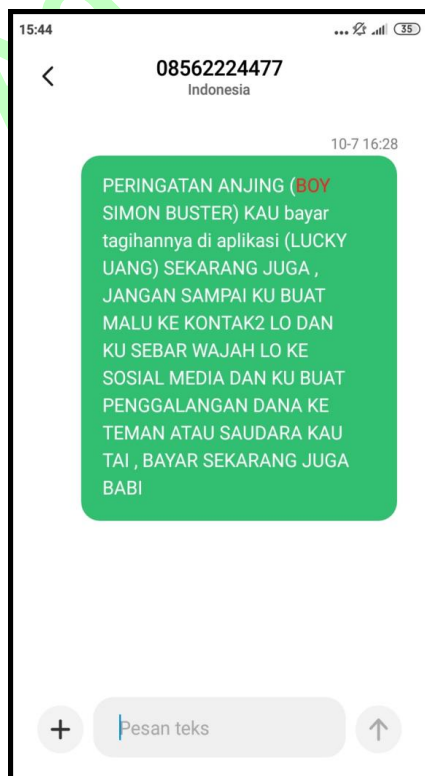 15:44
... 35
08562224477
Indonesia
10-7 16:28
PERINGATAN ANJING (BOY
SIMON BUSTER) KAU bayar
tagihannya di aplikasi (LUCKY
UANG) SEKARANG JUGA ,
JANGAN SAMPAI KU BUAT
MALU KE KONTAK2 LO DAN
KU SEBAR WAJAH LO KE
SOSIAL MEDIA DAN KU BUAT
PENGGALANGAN DANA KE
TEMAN ATAU SAUDARA KAU
TAI , BAYAR SEKARANG JUGA
BABI
Pesan teks